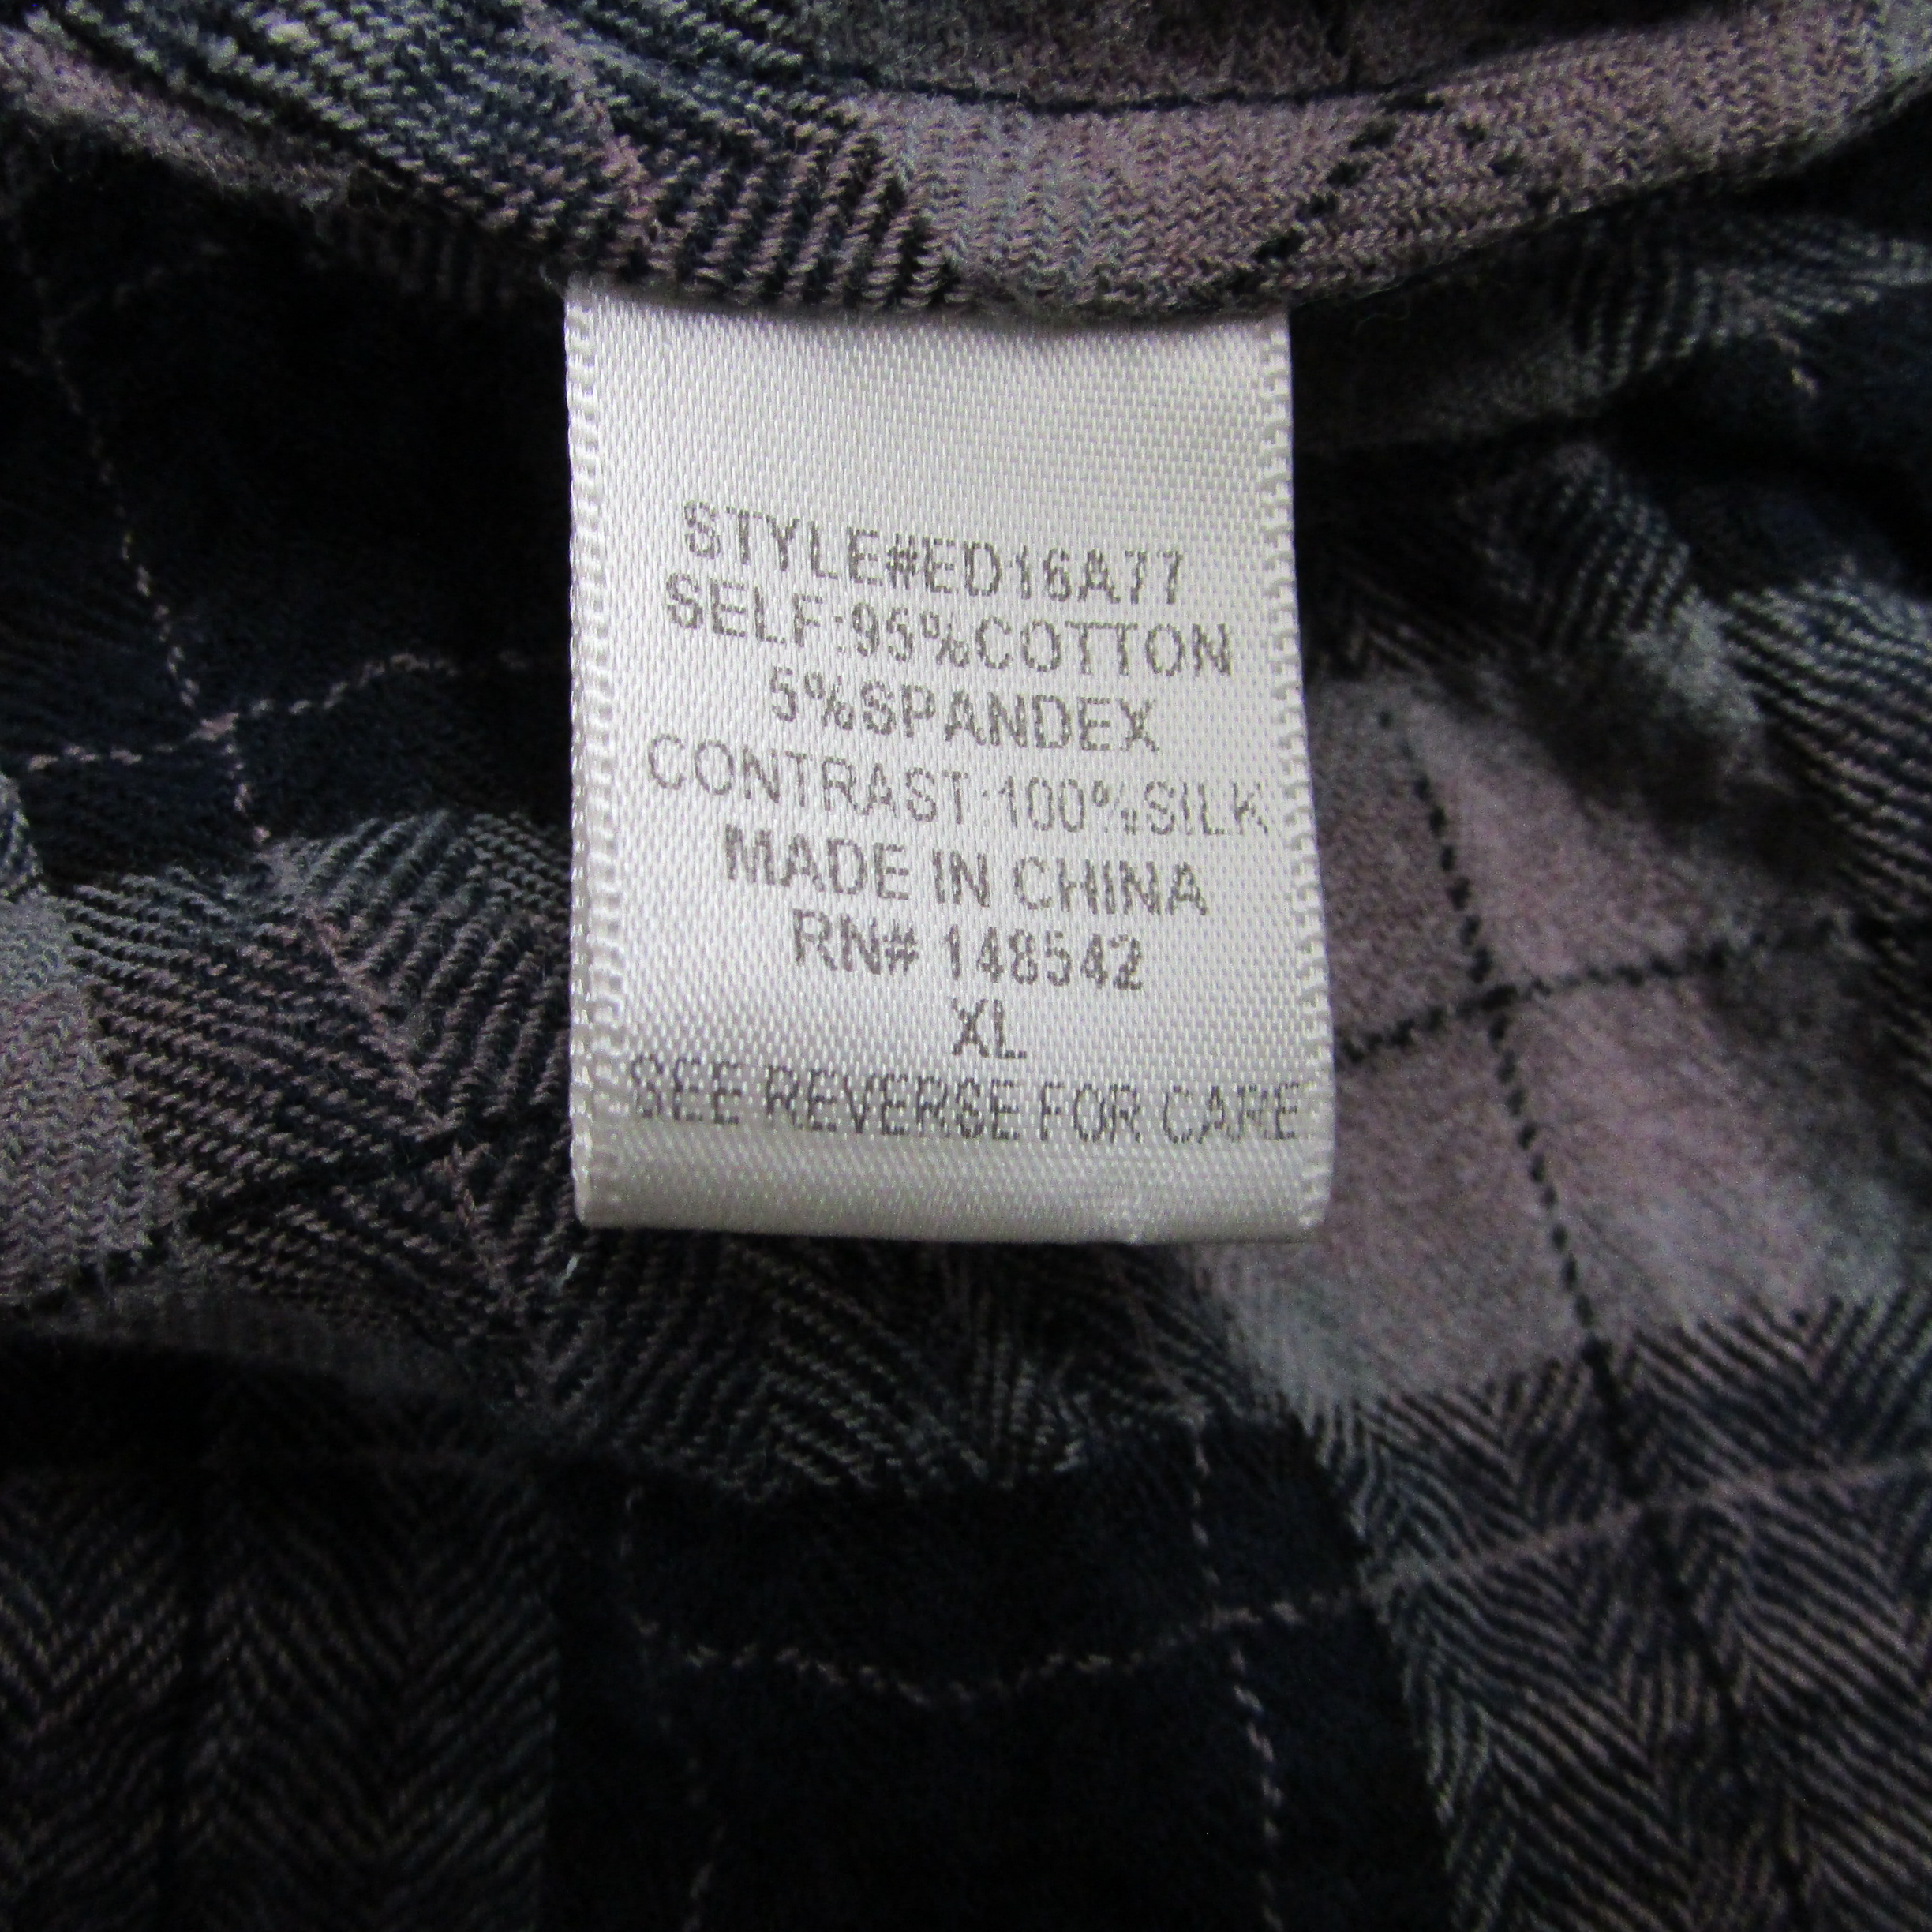 STYLE#ED16A77
SELF:95%COTTON
5%SPANDEX
CONTRAST:100%SILK
MADE IN CHINA
RN# 148542
XL
SEE REVERSE FOR CARE